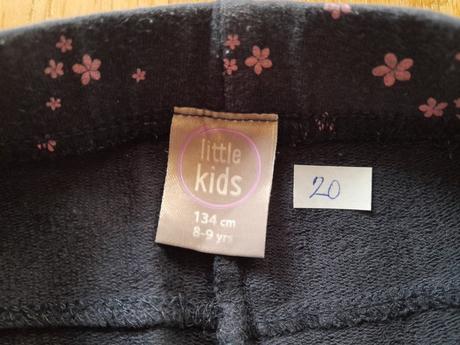 little
kids
134 cm
8-9 yrs
20